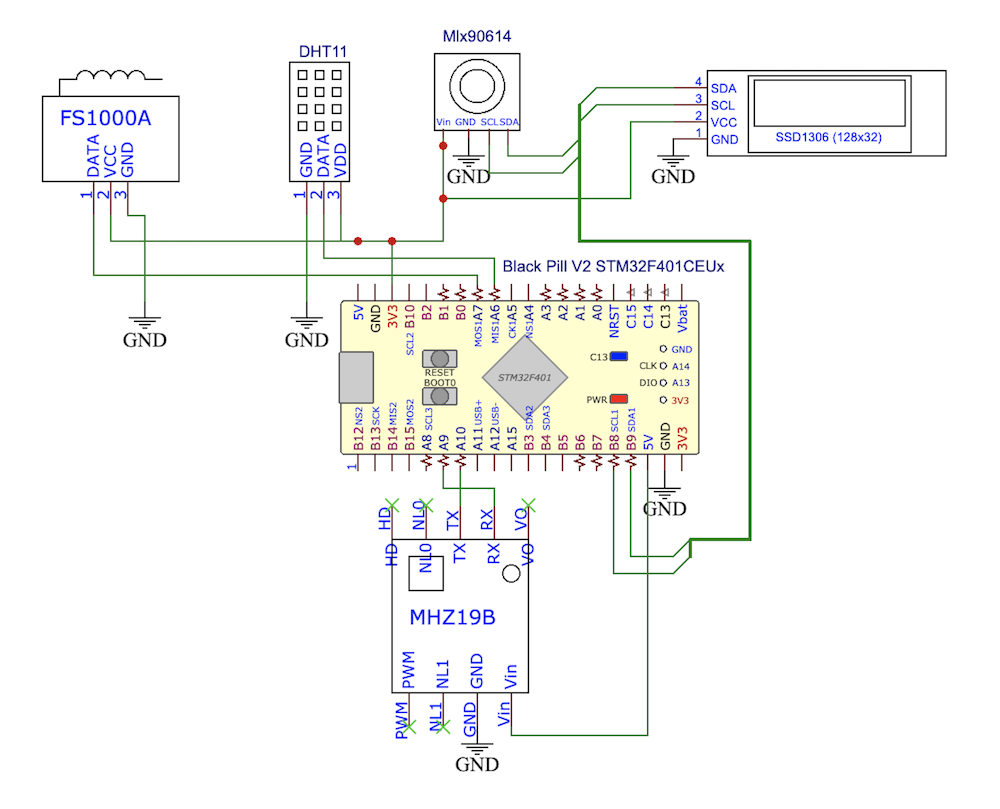 Mlx90614
DHT11
FS1000A
DATA
VCC
GND
1
2
3
GND
GND
DATA
VDD
1
2
3
GND
Vin GND SCL SDA
GND
4 SDA
3 SCL
2 VCC
1 GND
SSD1306 (128x32)
GND
Black Pill V2 STM32F401CEUx
5V
GND
3V3
B10
SCL2
B2
B1
B0
A7
MOS1
A6
MIS1
A5
CK1
A4
NS1
A3
A2
A1
A0
NRST
C15
C14
C13
Vbat
GND
CLK A14
DIO A13
3V3
C13
PWR
RESET
BOOT0
STM32F401
1
B12
NS2
B13
SCK
B14
MIS2
B15
MOS2
A8
SCL3
A9
A10
A11
USB+
A12
USB-
A15
B3
SDA2
B4
SDA3
B5
B6
B7
B8
SCL1
B9
SDA1
5V
GND
3V3
GND
HD
NL0
TX
RX
VO
HD
NL0
TX
RX
VO
MHZ19B
PWM
NL1
GND
Vin
PWM
NL1
GND
Vin
GND